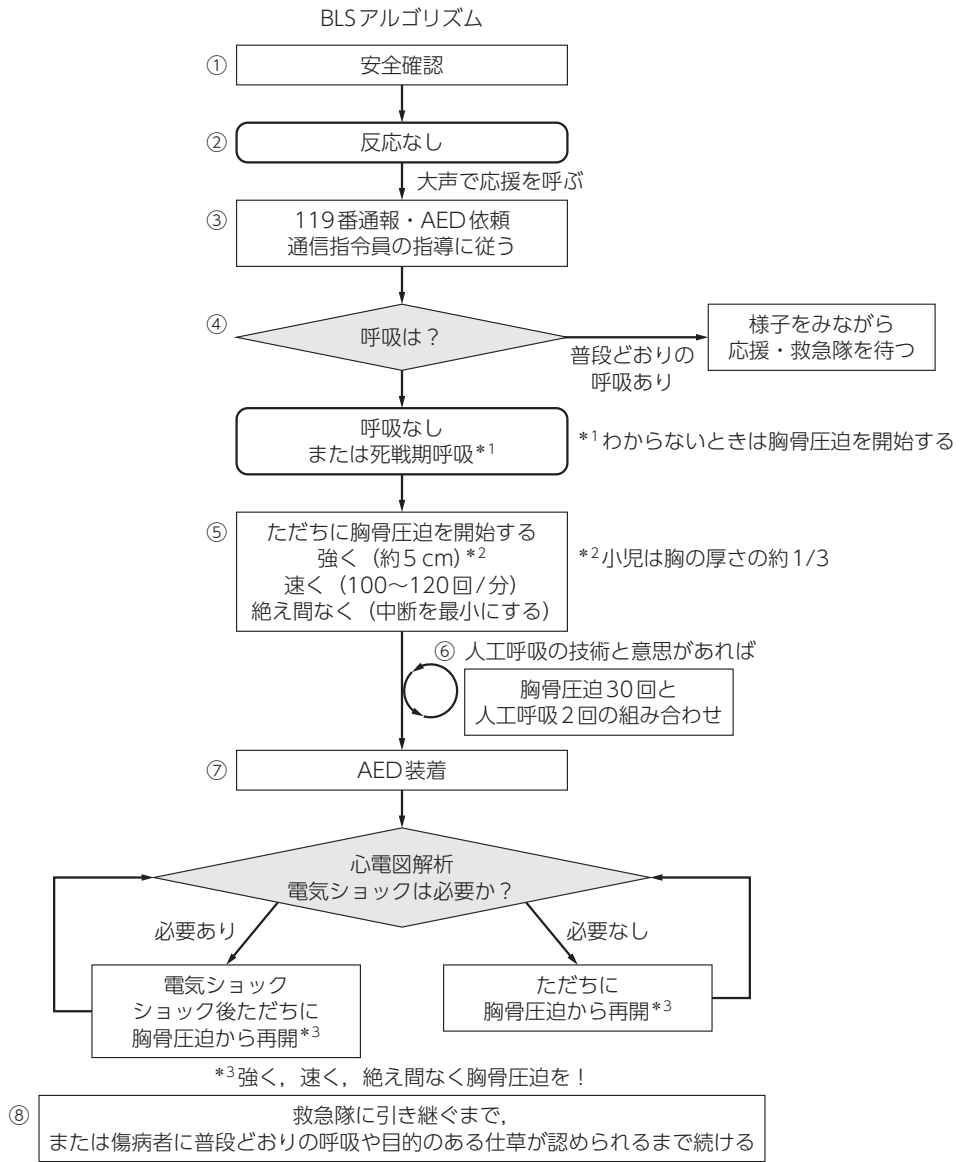 BLSアルゴリズム
① 安全確認
② 反応なし
大声で応援を呼ぶ
③ 119番通報・AED依頼
通信指令員の指導に従う
④ 呼吸は？
普段どおりの
呼吸あり
様子をみながら
応援・救急隊を待つ
呼吸なし
または死戦期呼吸*1
*1わからないときは胸骨圧迫を開始する
⑤ ただちに胸骨圧迫を開始する
強く（約5 cm）*2
速く（100～120回/分）
絶え間なく（中断を最小にする）
*2小児は胸の厚さの約1/3
⑥ 人工呼吸の技術と意思があれば
胸骨圧迫30回と
人工呼吸2回の組み合わせ
⑦ AED装着
心電図解析
電気ショックは必要か？
必要あり
必要なし
電気ショック
ショック後ただちに
胸骨圧迫から再開*3
ただちに
胸骨圧迫から再開*3
*3強く，速く，絶え間なく胸骨圧迫を！
⑧ 救急隊に引き継ぐまで，
または傷病者に普段どおりの呼吸や目的のある仕草が認められるまで続ける